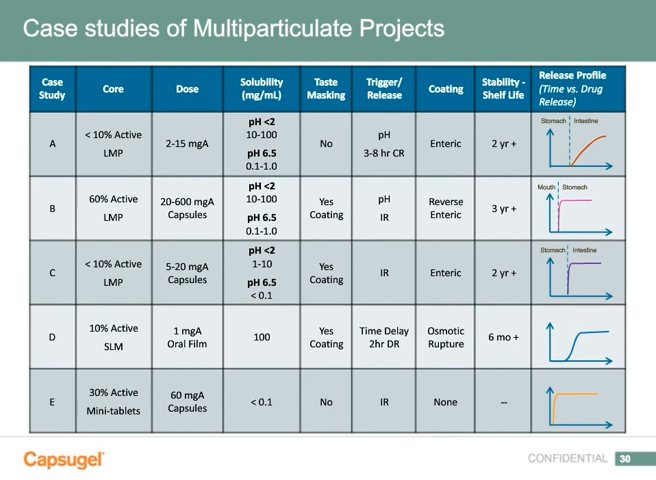 Case studies of Multiparticulate Projects
Case Study | Core | Dose | Solubility (mg/mL) | Taste Masking | Trigger/ Release | Coating | Stability - Shelf Life | Release Profile (Time vs. Drug Release)
A | < 10% Active LMP | 2-15 mgA | pH <2 10-100 pH 6.5 0.1-1.0 | No | pH 3-8 hr CR | Enteric | 2 yr + | Stomach Intestine
B | 60% Active LMP | 20-600 mgA Capsules | pH <2 10-100 pH 6.5 0.1-1.0 | Yes Coating | pH IR | Reverse Enteric | 3 yr + | Mouth Stomach
C | < 10% Active LMP | 5-20 mgA Capsules | pH <2 1-10 pH 6.5 < 0.1 | Yes Coating | IR | Enteric | 2 yr + | Stomach Intestine
D | 10% Active SLM | 1 mgA Oral Film | 100 | Yes Coating | Time Delay 2hr DR | Osmotic Rupture | 6 mo +
E | 30% Active Mini-tablets | 60 mgA Capsules | < 0.1 | No | IR | None | --
Capsugel
CONFIDENTIAL 30